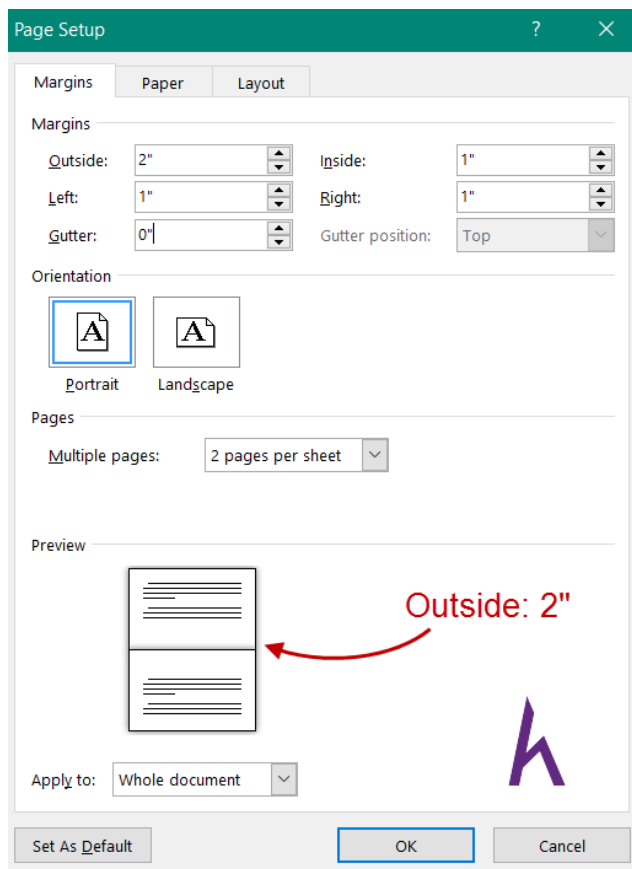 Page Setup ?
Margins Paper Layout
Margins
Outside: 2" Inside: 1"
Left: 1" Right: 1"
Gutter: 0" Gutter position: Top
Orientation
A A
Portrait Landscape
Pages
Multiple pages: 2 pages per sheet
Preview
Outside: 2"
Apply to: Whole document
Set As Default OK Cancel